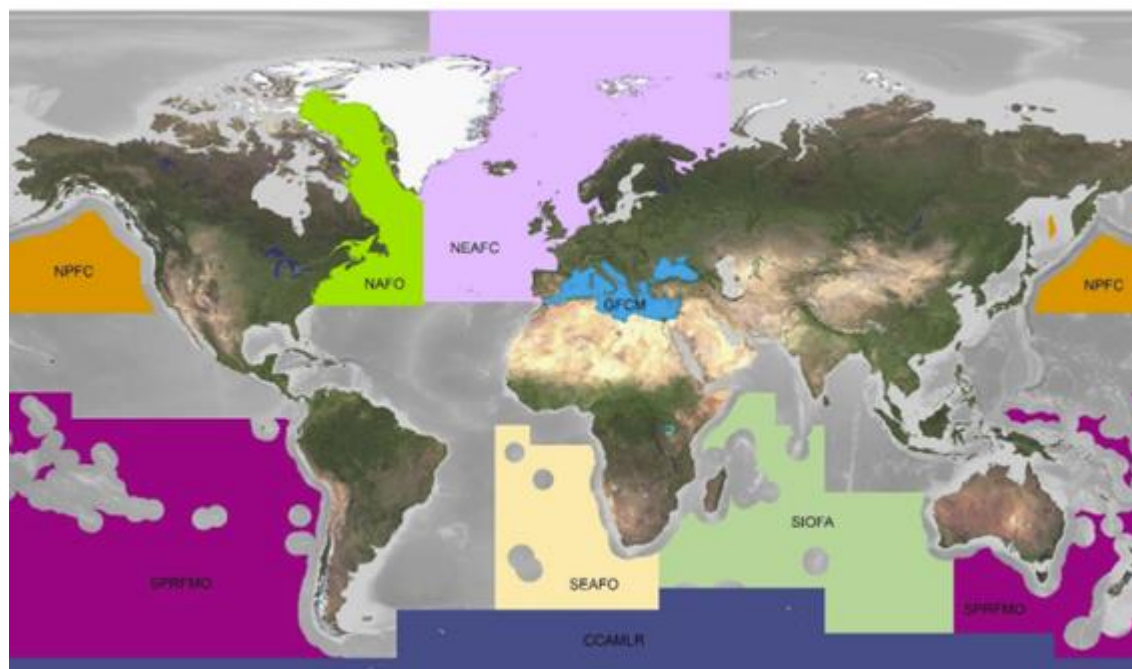 NEAFC
NPFC
NAFO
NPFC
GFCM
SIOFA
SPRFMO
SEAFO
SPRFMO
CCAMLR